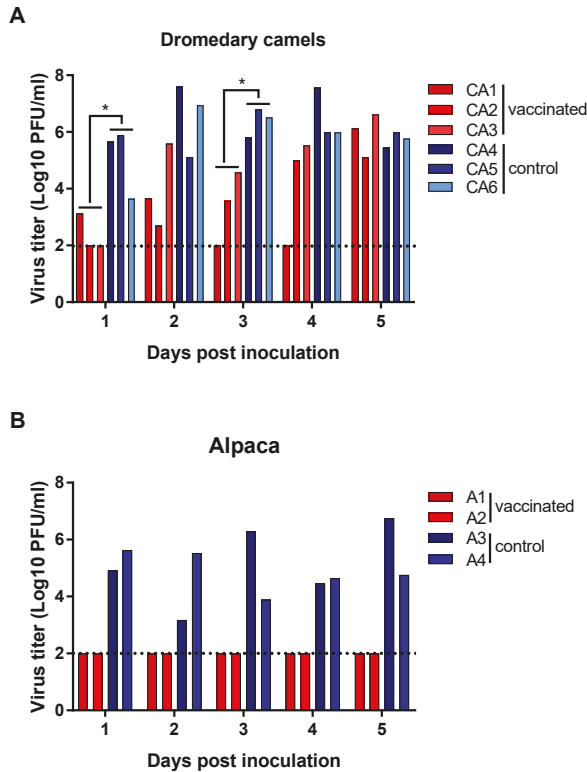 A
Dromedary camels
Virus titer (Log10 PFU/ml)
8
6
4
2
0
*
*
1 2 3 4 5
Days post inoculation
CA1
CA2 vaccinated
CA3
CA4
CA5 control
CA6
B
Alpaca
Virus titer (Log10 PFU/ml)
8
6
4
2
0
1 2 3 4 5
Days post inoculation
A1
vaccinated
A2
A3
control
A4